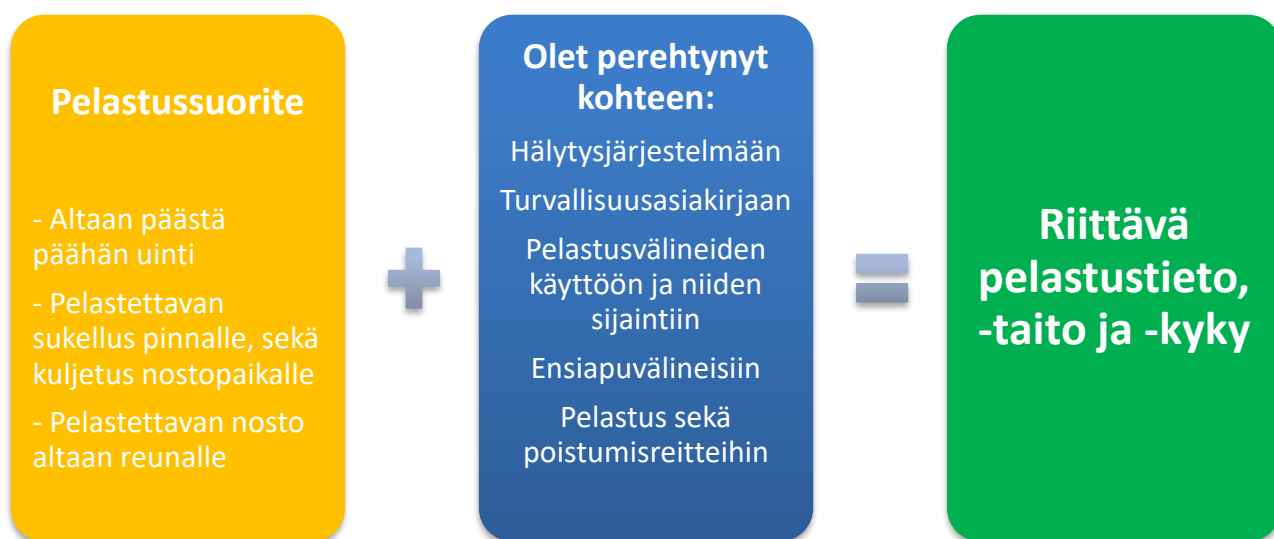 Pelastussuorite
- Altaan päästä
päähän uinti
- Pelastettavan
sukellus pinnalle, sekä
kuljetus nostopaikalle
- Pelastettavan nosto
altaan reunalle
Olet perehtynyt
kohteen:
Hälytysjärjestelmään
Turvallisuusasiakirjaan
Pelastusvälineiden
käyttöön ja niiden
sijaintiin
Ensiapuvälineisiin
Pelastus sekä
poistumisreitteihin
Riittävä
pelastustieto,
-taito ja -kyky